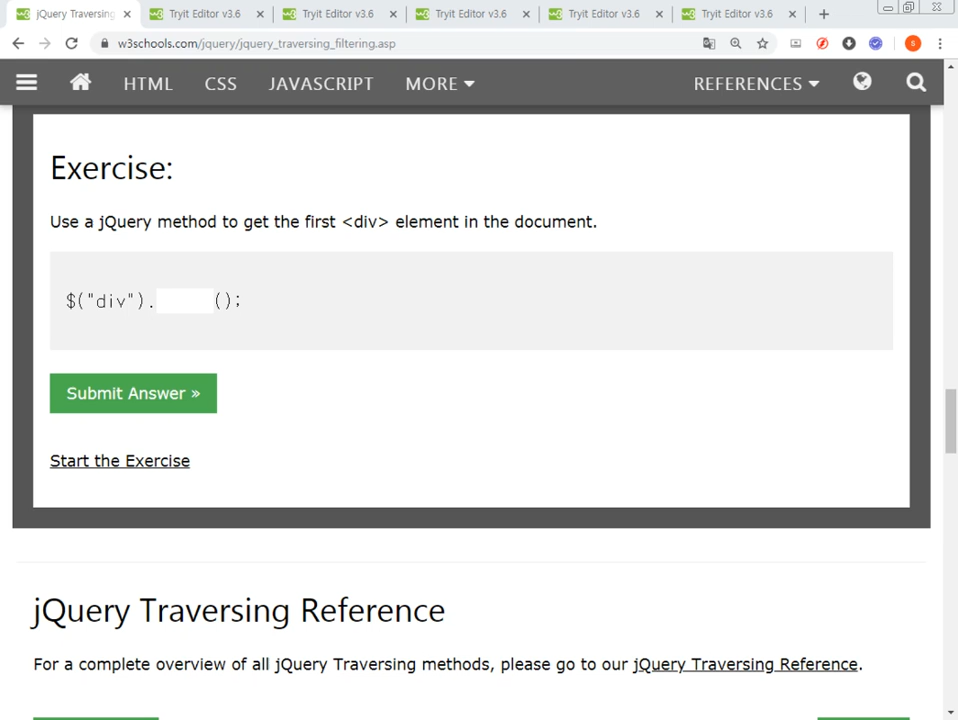 jQuery Traversing
Tryit Editor v3.6
Tryit Editor v3.6
Tryit Editor v3.6
Tryit Editor v3.6
Tryit Editor v3.6
w3schools.com/jquery/jquery_traversing_filtering.asp
HTML CSS JAVASCRIPT MORE REFERENCES
Exercise:
Use a jQuery method to get the first <div> element in the document.
$("div"). ();
Submit Answer »
Start the Exercise
jQuery Traversing Reference
For a complete overview of all jQuery Traversing methods, please go to our jQuery Traversing Reference.